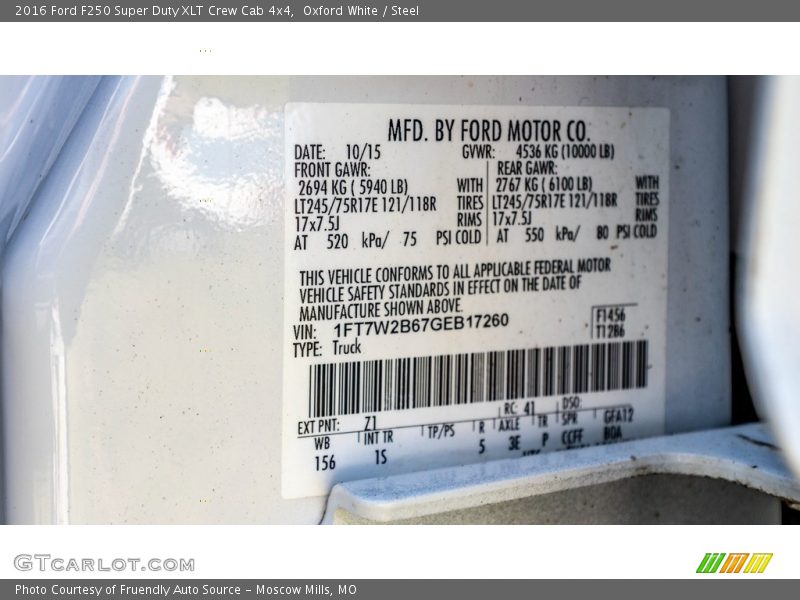 2016 Ford F250 Super Duty XLT Crew Cab 4x4, Oxford White / Steel
MFD. BY FORD MOTOR CO.
DATE: 10/15 GVWR: 4536 KG (10000 LB)
FRONT GAWR: REAR GAWR:
2694 KG ( 5940 LB) WITH 2767 KG ( 6100 LB) WITH
LT245/75R17E 121/118R TIRES LT245/75R17E 121/118R TIRES
17x7.5J RIMS 17x7.5J RIMS
AT 520 kPa/ 75 PSI COLD AT 550 kPa/ 80 PSI COLD
THIS VEHICLE CONFORMS TO ALL APPLICABLE FEDERAL MOTOR
VEHICLE SAFETY STANDARDS IN EFFECT ON THE DATE OF
MANUFACTURE SHOWN ABOVE.
VIN: 1FT7W2B67GEB17260 F1456
TYPE: Truck T12B6
EXT PNT: Z1 RC: 41 DSO:
WB INT TR TP/PS R AXLE TR SPR GFA12
156 1S 5 3E P CCFF BOA
GTCARLOT.COM
Photo Courtesy of Fruendly Auto Source – Moscow Mills, MO